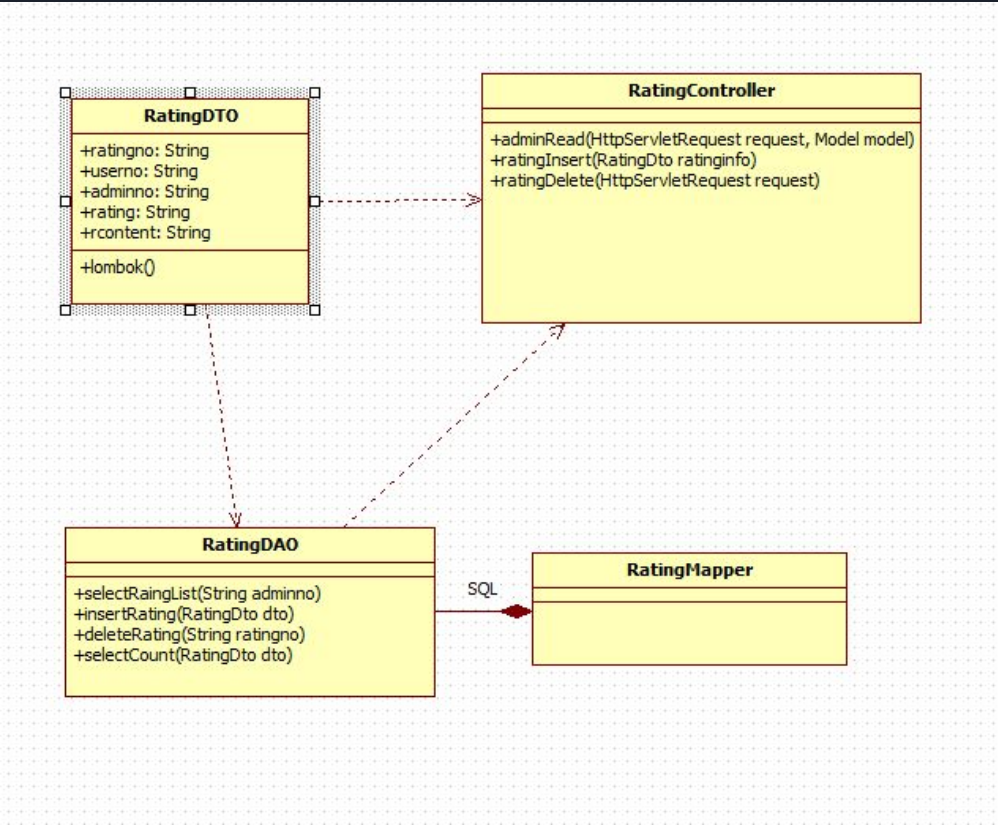 RatingDTO
+ratingno: String
+userno: String
+adminno: String
+rating: String
+rcontent: String
+lombok()
RatingController
+adminRead(HttpServletRequest request, Model model)
+ratingInsert(RatingDto ratinginfo)
+ratingDelete(HttpServletRequest request)
RatingDAO
+selectRaingList(String adminno)
+insertRating(RatingDto dto)
+deleteRating(String ratingno)
+selectCount(RatingDto dto)
SQL
RatingMapper